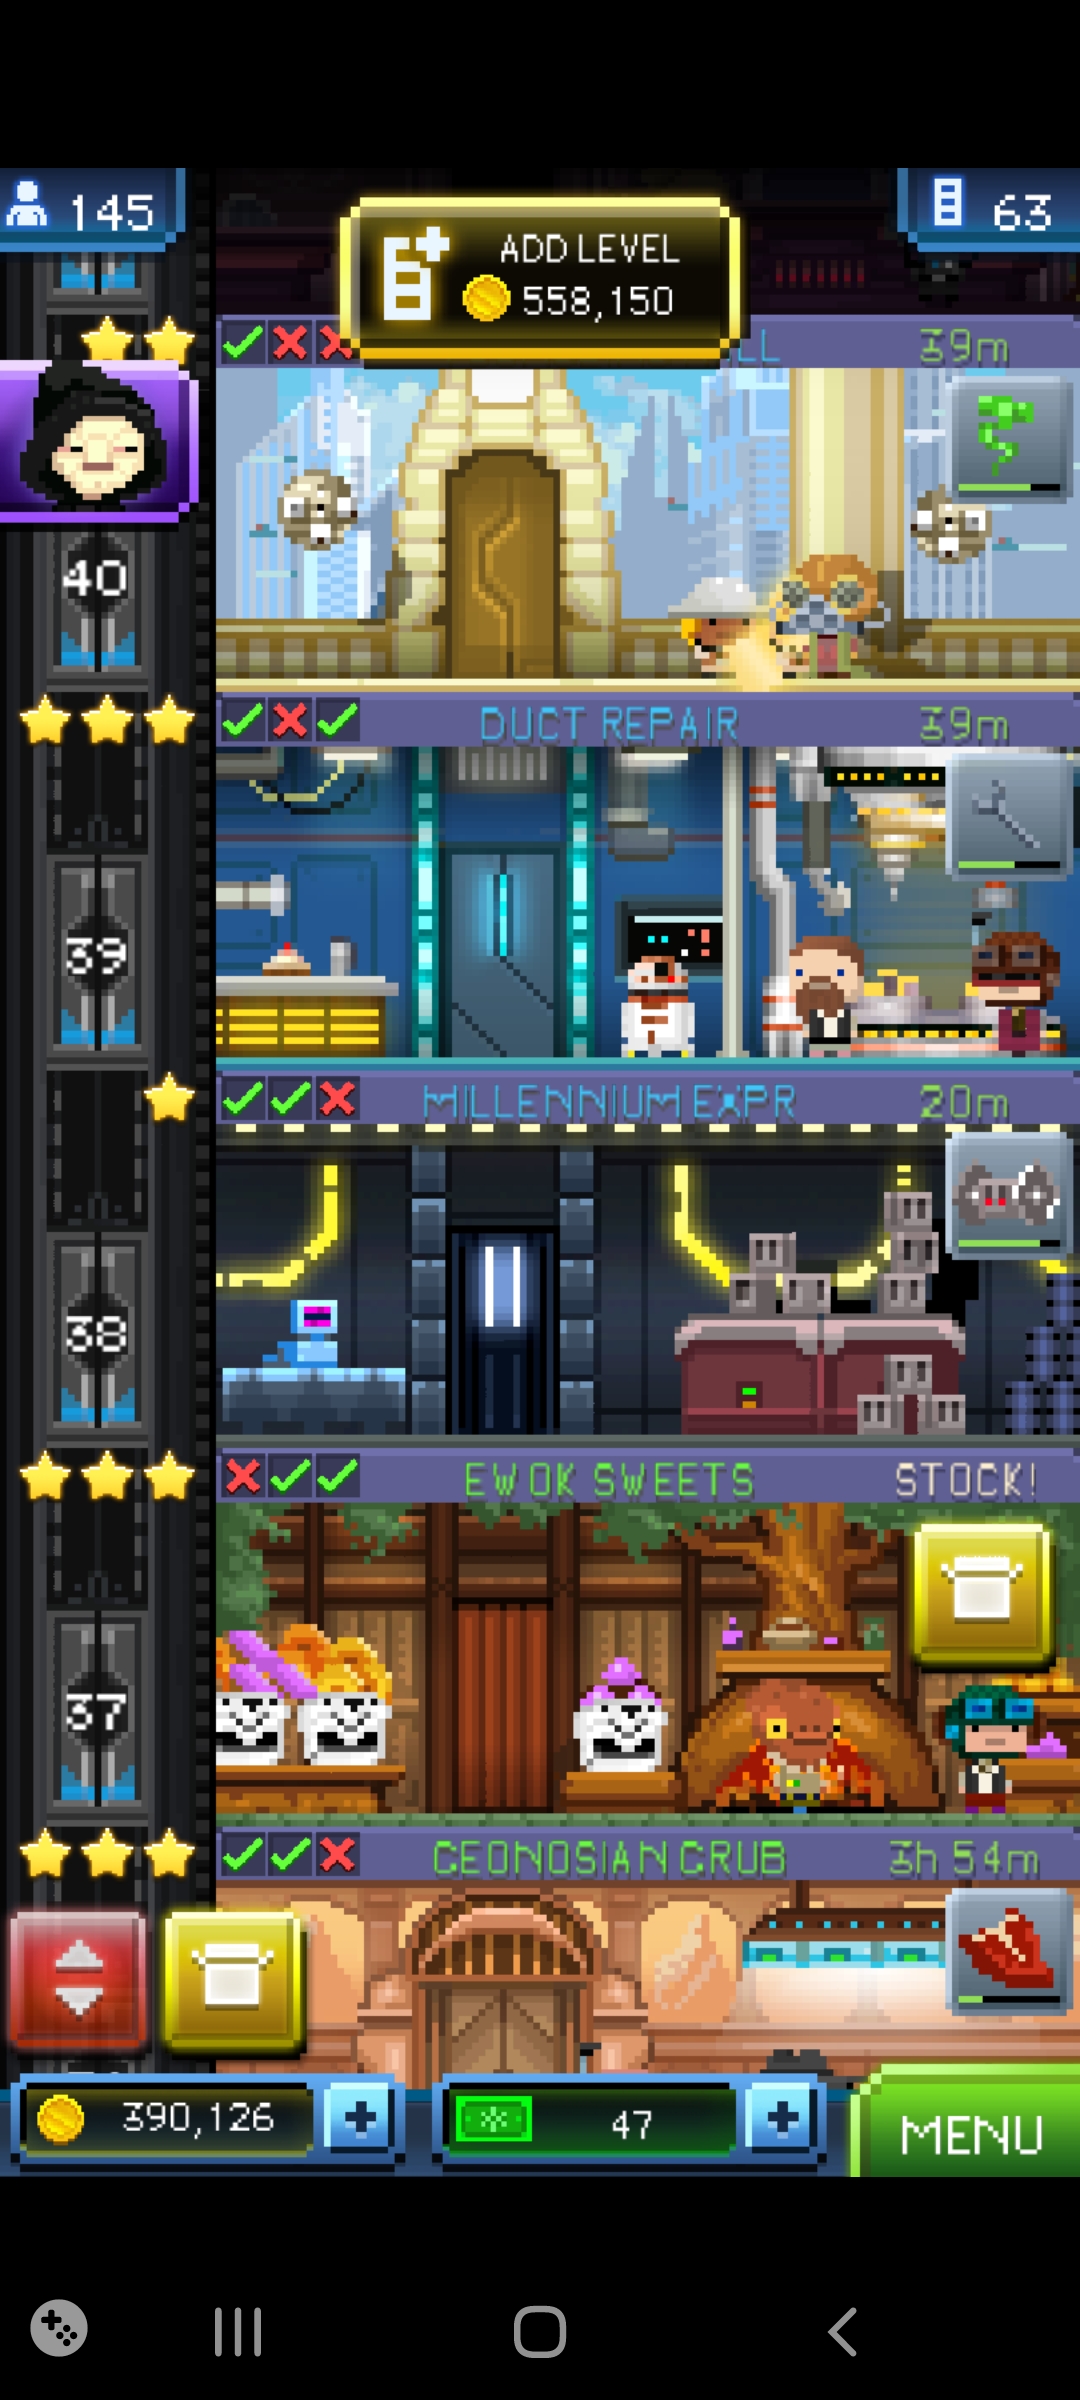 145
ADD LEVEL
558,150
63
LL
39m
40
DUCT REPAIR
39m
39
MILLENNIUM EXPR
20m
38
EWOK SWEETS
STOCK!
37
GEONOSIAN GRUB
3h 54m
390,126
47
MENU